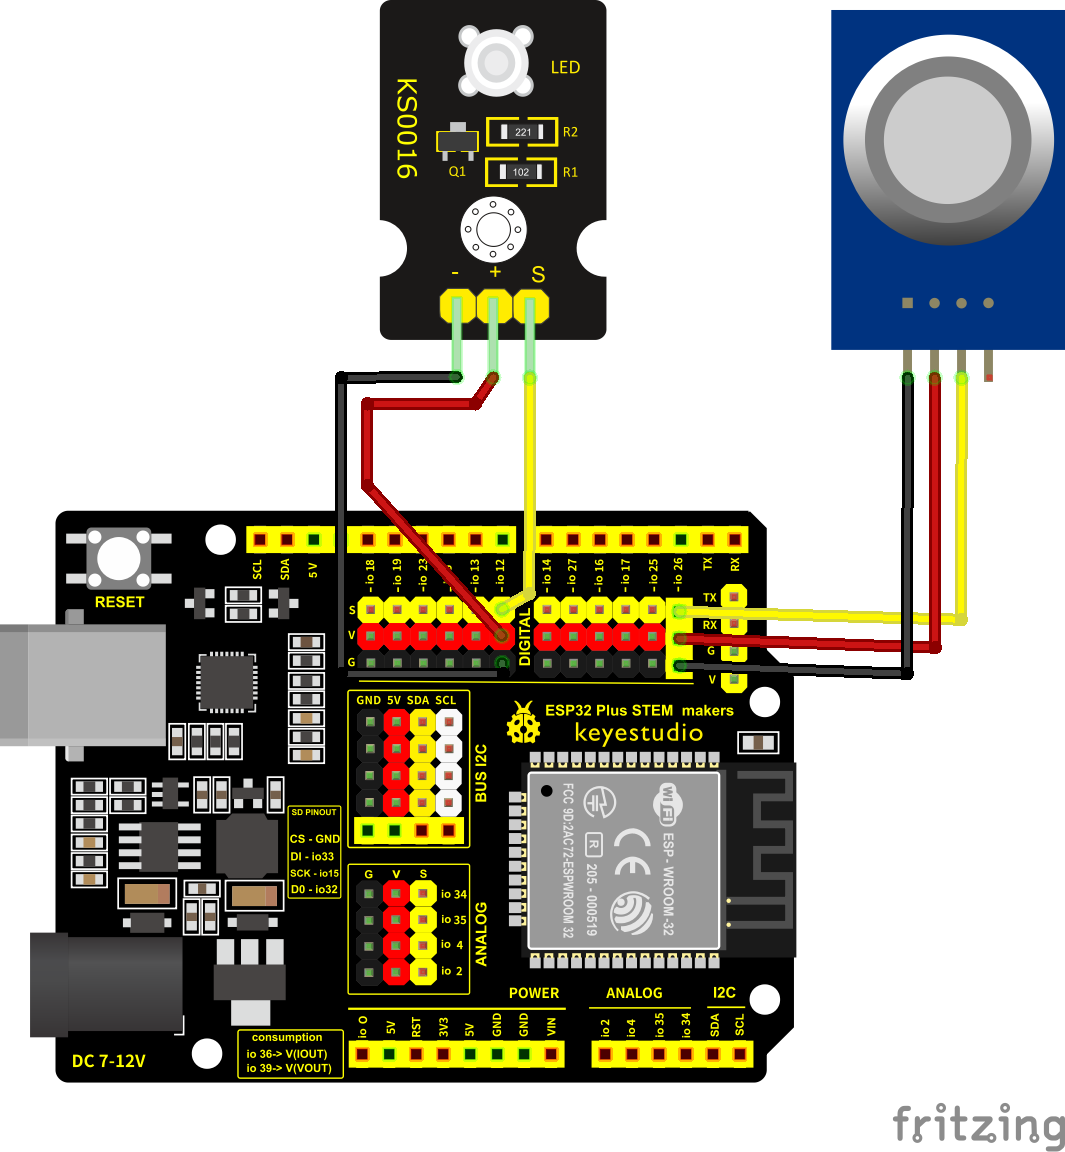 LED
KS0016
221
R2
Q1
102
R1
-
+
S
SCL
SDA
5V
io 18
io 19
io 23
io 13
io 12
io 14
io 27
io 16
io 17
io 25
io 26
TX
RX
RESET
S
V
G
DIGITAL
TX
RX
G
V
GND 5V SDA SCL
BUS I2C
ESP32 Plus STEM makers
keyestudio
SD PINOUT
CS - GND
DI - io33
SCK - io15
D0 - io32
WiFi
ESP - WROOM -32
CE
R
205 - 000519
FCC 9D:2AC72-ESPWROOM 32
G V S
io 34
io 35
io 4
io 2
ANALOG
POWER
ANALOG
I2C
io 0
5V
RST
3V3
5V
GND
GND
VIN
io 2
io 4
io 35
io 34
SDA
SCL
consumption
io 36-> V(IOUT)
io 39-> V(VOUT)
DC 7-12V
fritzing